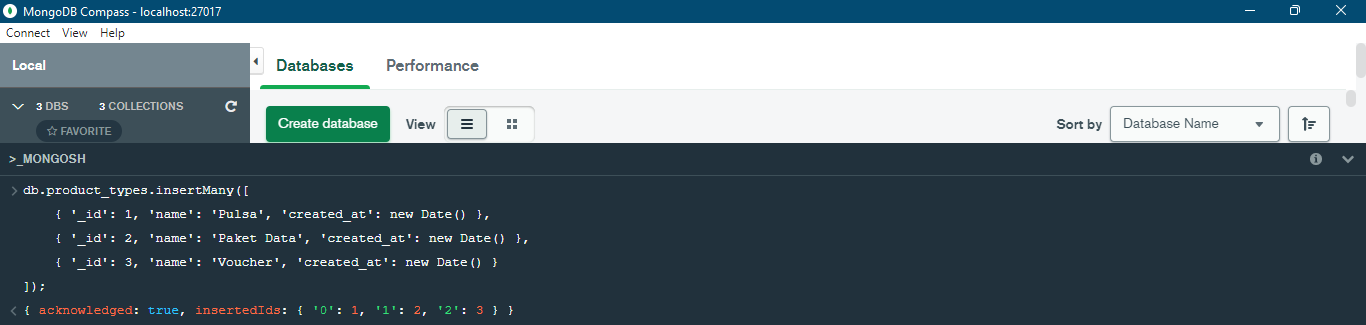 MongoDB Compass - localhost:27017
Connect View Help
Local
Databases Performance
3 DBS 3 COLLECTIONS
FAVORITE
Create database View Sort by Database Name
>_MONGOSH
> db.product_types.insertMany([
{ '_id': 1, 'name': 'Pulsa', 'created_at': new Date() },
{ '_id': 2, 'name': 'Paket Data', 'created_at': new Date() },
{ '_id': 3, 'name': 'Voucher', 'created_at': new Date() }
]);
< { acknowledged: true, insertedIds: { '0': 1, '1': 2, '2': 3 } }